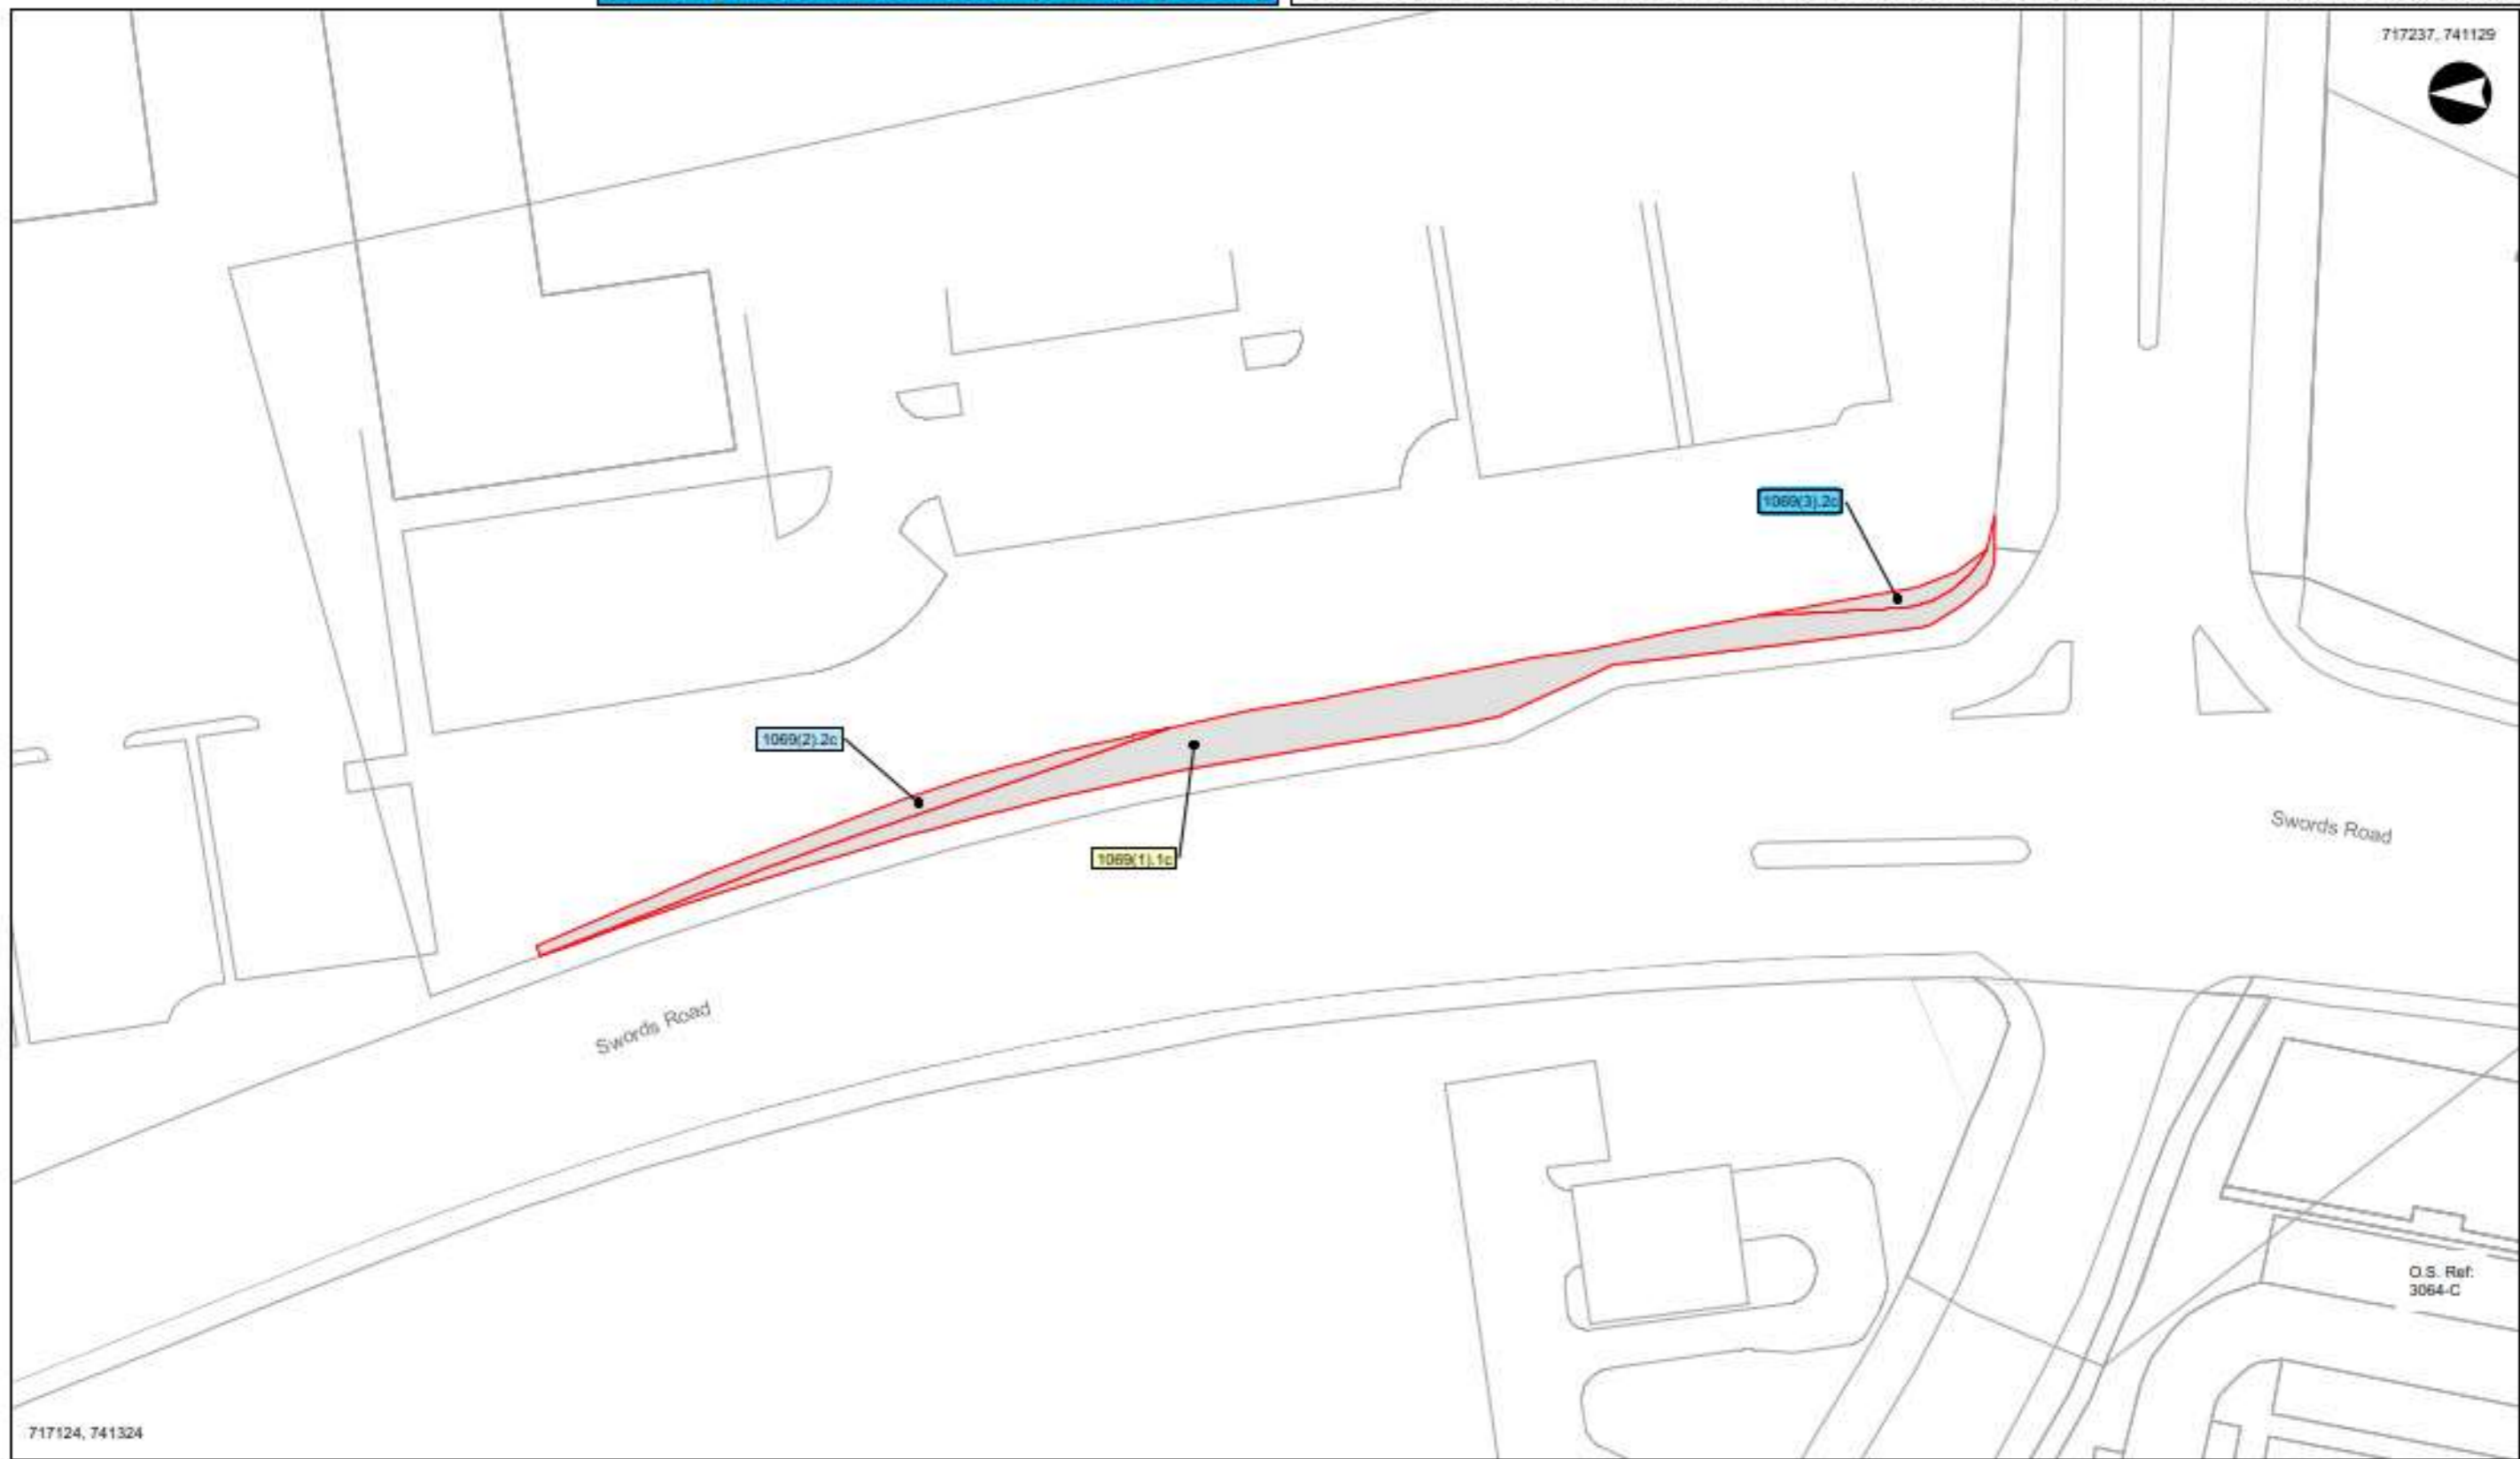 717237, 741129
1069(3).2c
1069(2).2c
1069(1).1c
Swords Road
Swords Road
O.S. Ref:
3064-C
717124, 741324